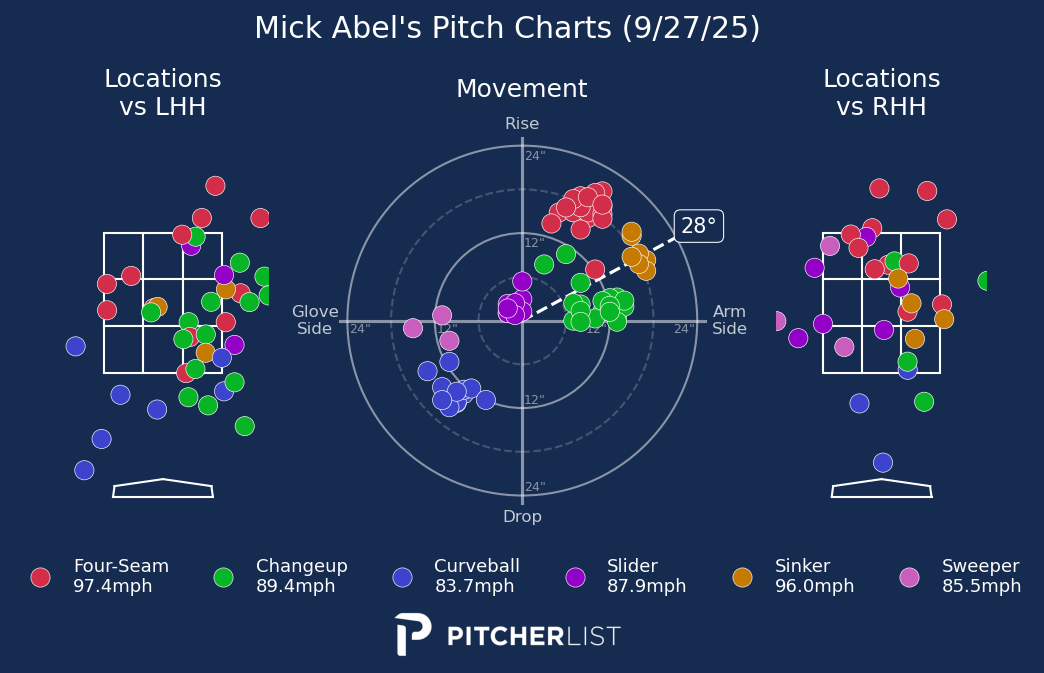 Mick Abel's Pitch Charts (9/27/25)
Locations
vs LHH
Movement
Locations
vs RHH
Rise
24"
28°
12"
Glove
Side
24"
12"
12"
24"
Arm
Side
12"
24"
Drop
Four-Seam
97.4mph
Changeup
89.4mph
Curveball
83.7mph
Slider
87.9mph
Sinker
96.0mph
Sweeper
85.5mph
PITCHERLIST